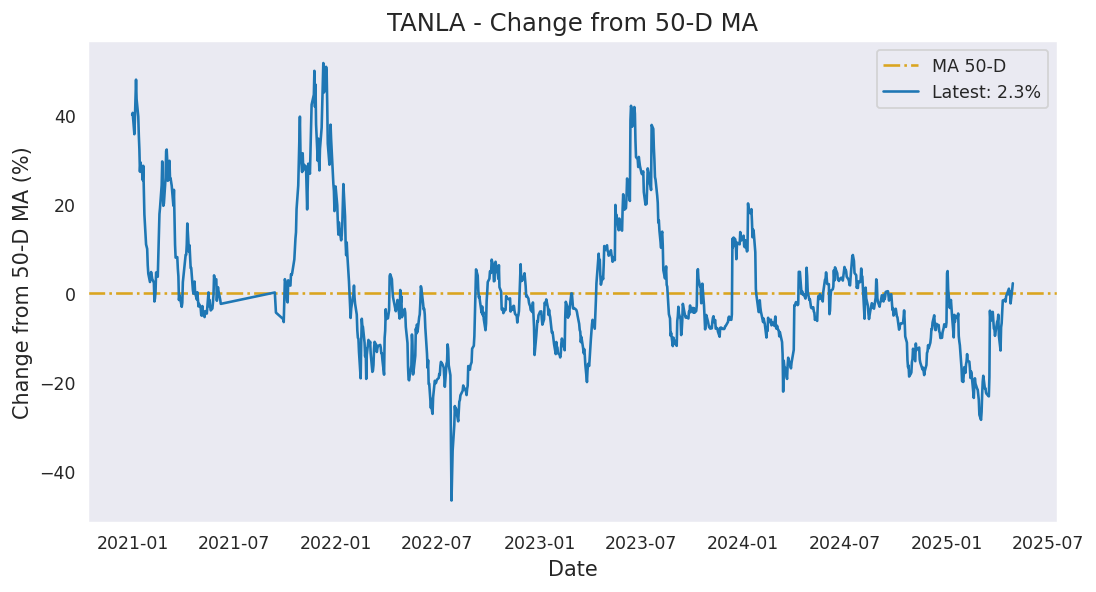 TANLA - Change from 50-D MA
MA 50-D
Latest: 2.3%
Change from 50-D MA (%)
40
20
0
−20
−40
2021-01 2021-07 2022-01 2022-07 2023-01 2023-07 2024-01 2024-07 2025-01 2025-07
Date